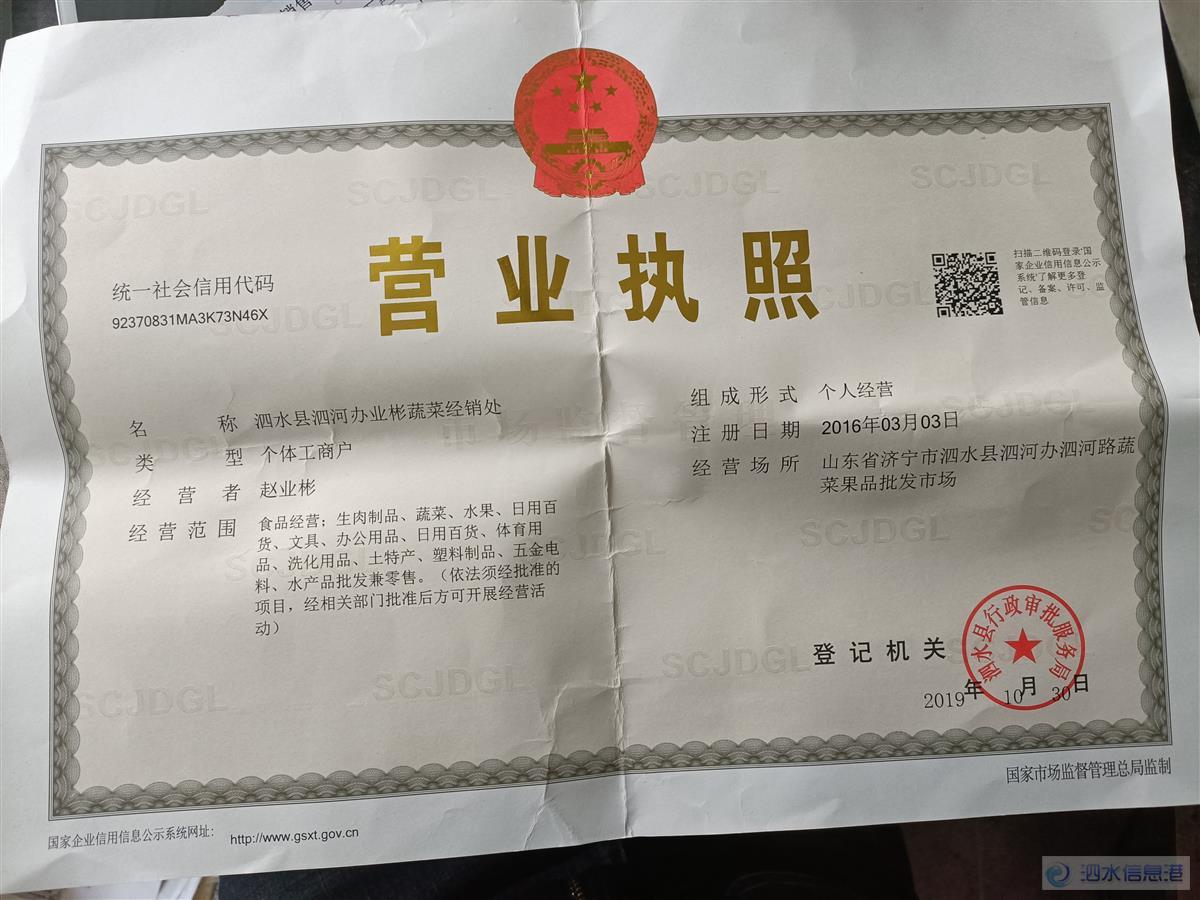 营业执照
统一社会信用代码
92370831MA3K73N46X
扫描二维码登录‘国
家企业信用信息公示
系统’了解更多登
记、备案、许可、监
管信息
名称 泗水县泗河办业彬蔬菜经销处
类型 个体工商户
经营者 赵业彬
经营范围 食品经营；生肉制品、蔬菜、水果、日用百
货、文具、办公用品、日用百货、体育用
品、洗化用品、土特产、塑料制品、五金电
料、水产品批发兼零售。（依法须经批准的
项目，经相关部门批准后方可开展经营活
动）
组成形式 个人经营
注册日期 2016年03月03日
经营场所 山东省济宁市泗水县泗河办泗河路蔬
菜果品批发市场
登记机关
泗水县行政审批服务局
2019年10月30日
国家企业信用信息公示系统网址： http://www.gsxt.gov.cn
国家市场监督管理总局监制
SCJDGL
泗水信息港